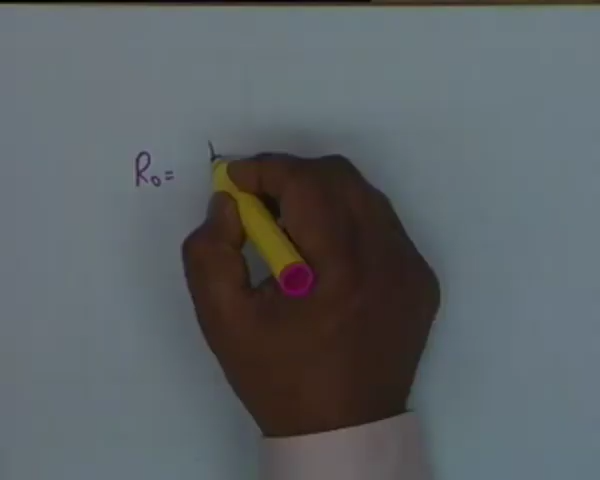 R₀ =